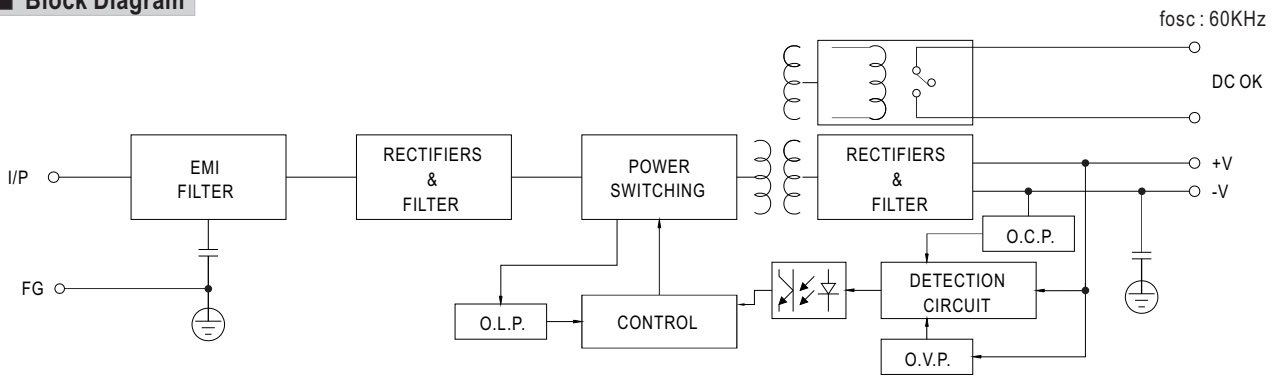 Block Diagram
fosc : 60KHz
DC OK
I/P
EMI
FILTER
RECTIFIERS
&
FILTER
POWER
SWITCHING
RECTIFIERS
&
FILTER
+V
-V
O.C.P.
FG
O.L.P.
CONTROL
DETECTION
CIRCUIT
O.V.P.